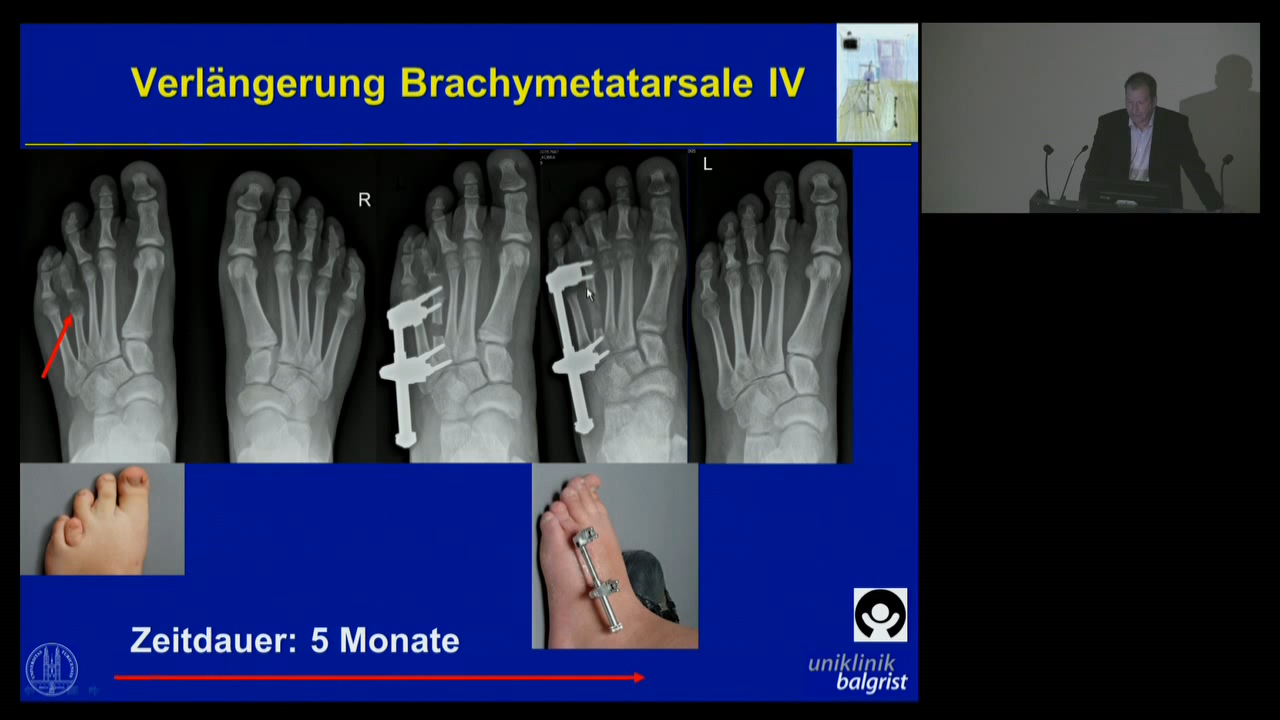 Verlängerung Brachymetatarsale IV
R
L
Zeitdauer: 5 Monate
uniklinik
balgrist